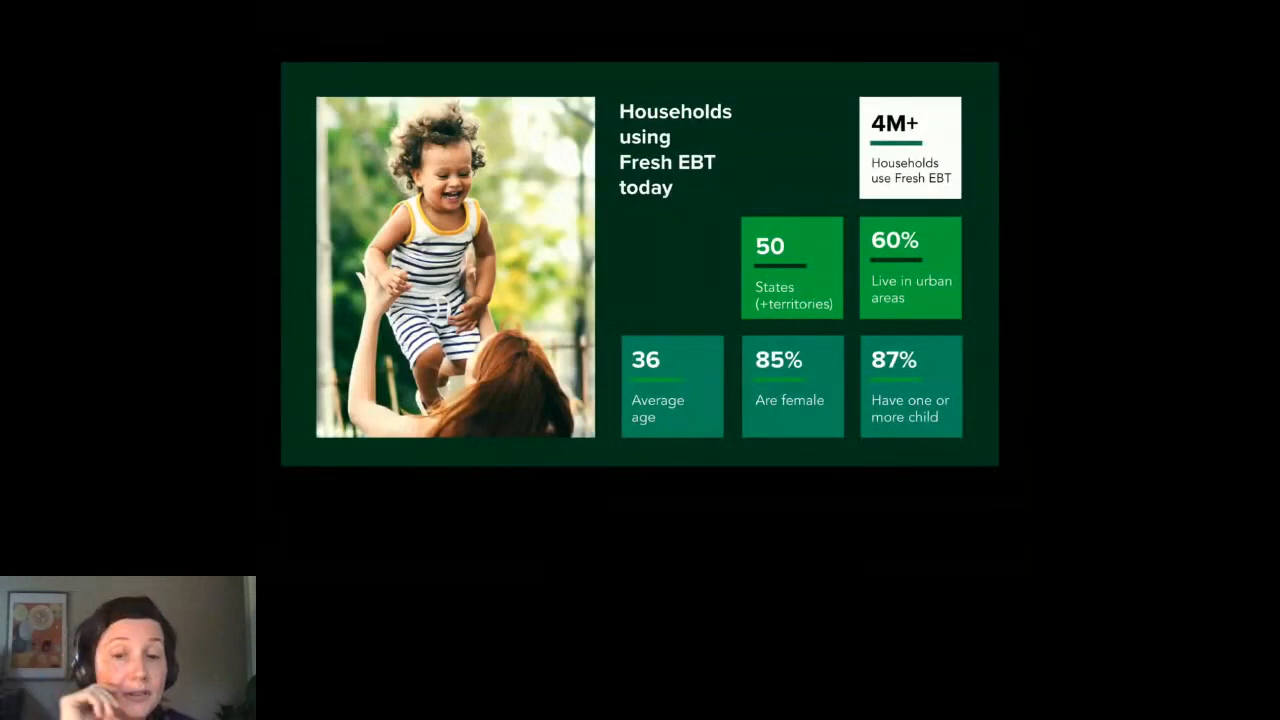 Households
using
Fresh EBT
today
4M+
Households
use Fresh EBT
50
States
(+territories)
60%
Live in urban
areas
36
Average
age
85%
Are female
87%
Have one or
more child